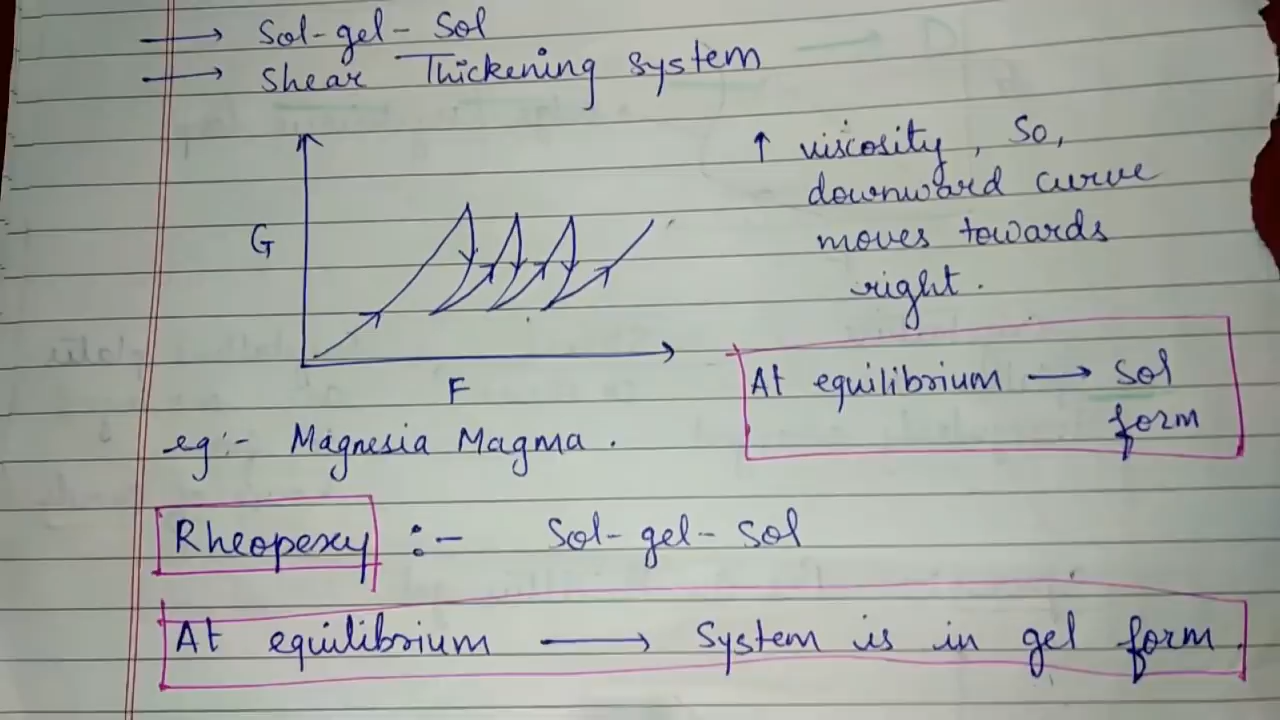 → Sol-gel-Sol
→ Shear Thickening System
↑ viscosity, So,
downward curve
moves towards
right.
G
F
At equilibrium → Sol
form
eg:- Magnesia Magma.
Rheopexy :- Sol-gel-Sol
At equilibrium → System is in gel form.